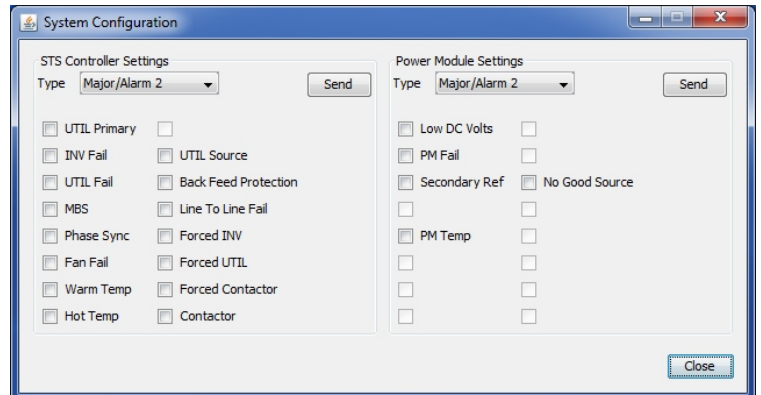 System Configuration
STS Controller Settings
Type Major/Alarm 2 Send
UTIL Primary
INV Fail UTIL Source
UTIL Fail Back Feed Protection
MBS Line To Line Fail
Phase Sync Forced INV
Fan Fail Forced UTIL
Warm Temp Forced Contactor
Hot Temp Contactor
Power Module Settings
Type Major/Alarm 2 Send
Low DC Volts
PM Fail
Secondary Ref No Good Source
PM Temp
Close